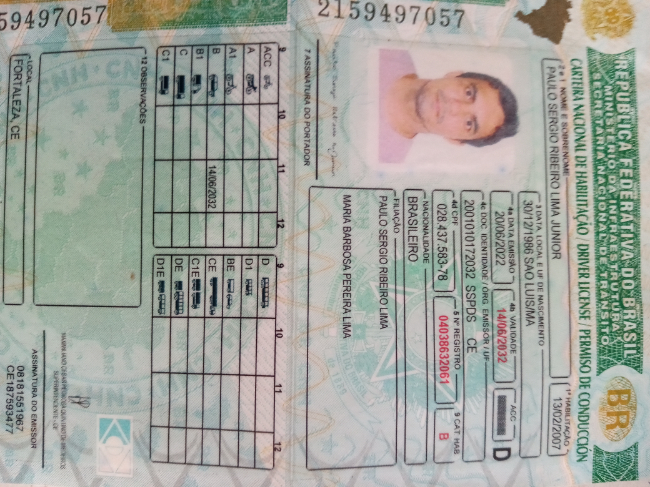 2159497057
REPÚBLICA FEDERATIVA DO BRASIL
MINISTÉRIO DA INFRAESTRUTURA
SECRETARIA NACIONAL DE TRÂNSITO
CARTEIRA NACIONAL DE HABILITAÇÃO / DRIVER LICENSE / PERMISO DE CONDUCCIÓN
BR
2 e 1 NOME E SOBRENOME
PAULO SERGIO RIBEIRO LIMA JUNIOR
1ª HABILITAÇÃO
13/02/2007
3 DATA, LOCAL E UF DE NASCIMENTO
30/12/1986 SAO LUIS/MA
4a DATA EMISSÃO
20/06/2022
4b VALIDADE
14/06/2032
ACC
D
4c DOC IDENTIDADE / ÓRG EMISSOR / UF
2001010172032 SSPDS CE
4d CPF
028.437.583-78
5 Nº REGISTRO
04038632061
9 CAT HAB
B
NACIONALIDADE
BRASILEIRO
FILIAÇÃO
PAULO SERGIO RIBEIRO LIMA
MARIA BARBOSA PEREIRA LIMA
7 ASSINATURA DO PORTADOR
2159497057
9 10 11 12
ACC
A
A1
B 14/06/2032
B1
C
C1
9 10 11 12
D
D1
BE
CE
C1E
DE
D1E
12 OBSERVAÇÕES
LOCAL
FORTALEZA, CE
ASSINATURA DO EMISSOR
08181551967
CE187593477